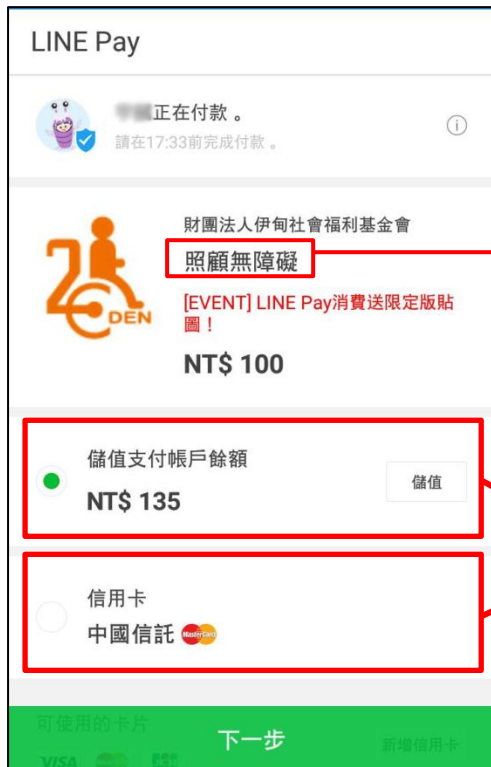 LINE Pay
正在付款 。
請在17:33前完成付款 。
財團法人伊甸社會福利基金會
照顧無障礙
[EVENT] LINE Pay消費送限定版貼
圖！
NT$ 100
EDEN
儲值支付帳戶餘額
NT$ 135
儲值
信用卡
中國信託 MasterCard
可使用的卡片
下一步
新增信用卡
VISA
JCB